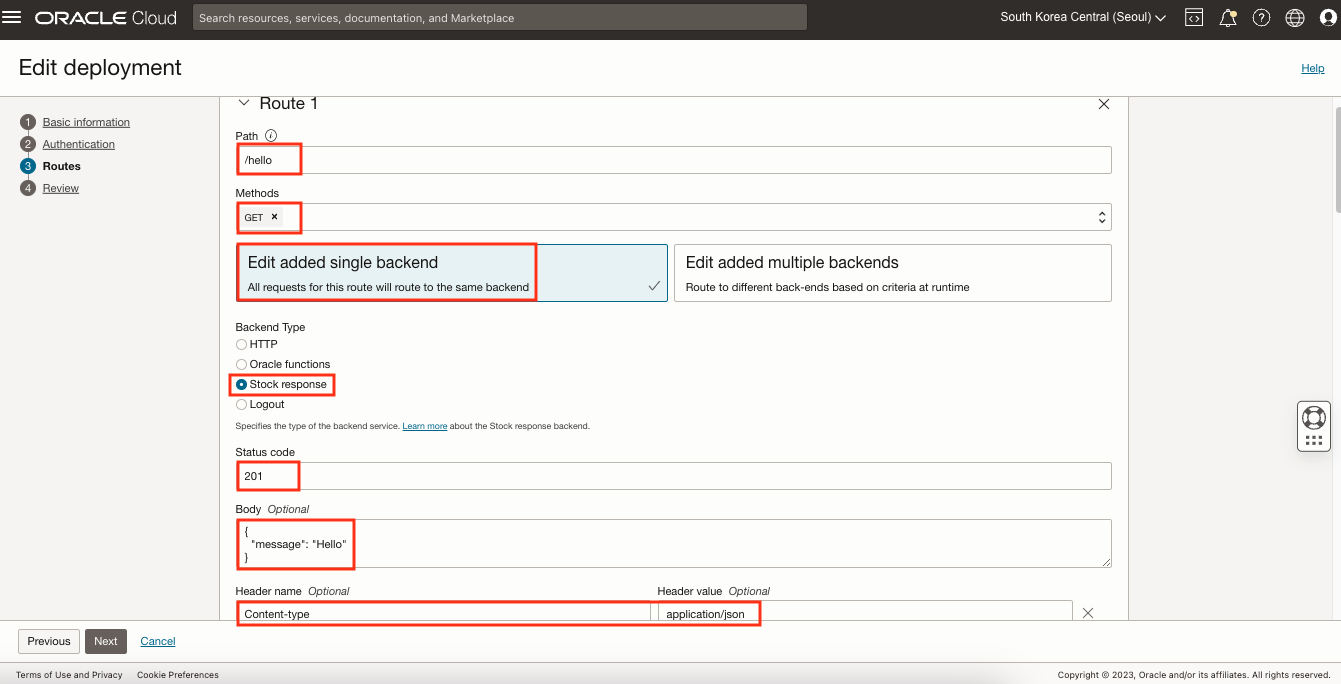 ORACLE Cloud
Search resources, services, documentation, and Marketplace
South Korea Central (Seoul)
Edit deployment
Help
1 Basic information
2 Authentication
3 Routes
4 Review
Route 1
Path i
/hello
Methods
GET ×
Edit added single backend
All requests for this route will route to the same backend
Edit added multiple backends
Route to different back-ends based on criteria at runtime
Backend Type
HTTP
Oracle functions
Stock response
Logout
Specifies the type of the backend service. Learn more about the Stock response backend.
Status code
201
Body Optional
{
"message": "Hello"
}
Header name Optional
Header value Optional
Content-type
application/json
Previous
Next
Cancel
Terms of Use and Privacy
Cookie Preferences
Copyright © 2023, Oracle and/or its affiliates. All rights reserved.